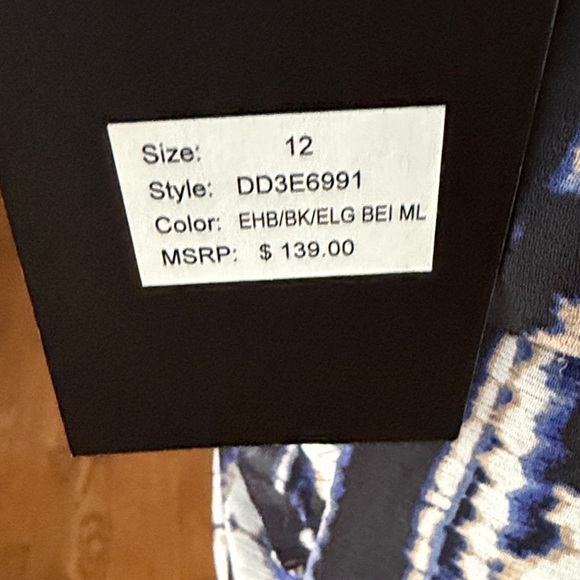 Size: 12
Style: DD3E6991
Color: EHB/BK/ELG BEI ML
MSRP: $ 139.00